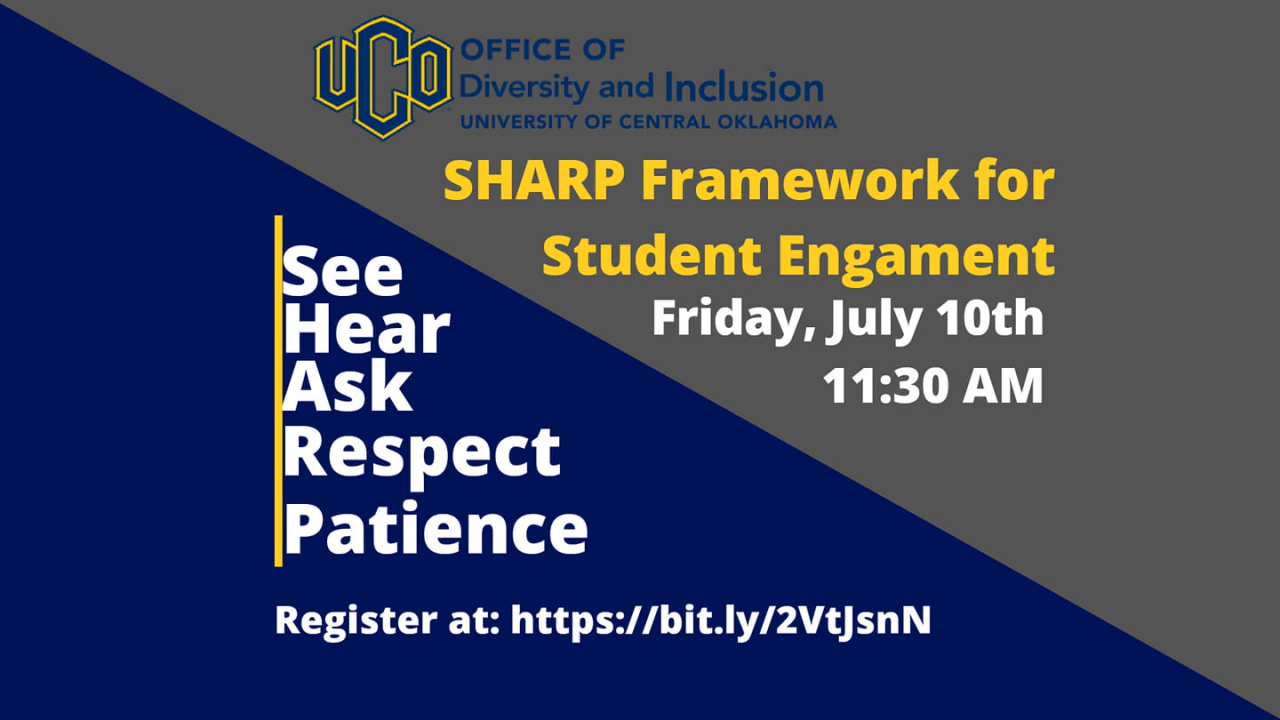 UCO
OFFICE OF
Diversity and Inclusion
UNIVERSITY OF CENTRAL OKLAHOMA
SHARP Framework for
Student Engament
Friday, July 10th
11:30 AM
See
Hear
Ask
Respect
Patience
Register at: https://bit.ly/2VtJsnN